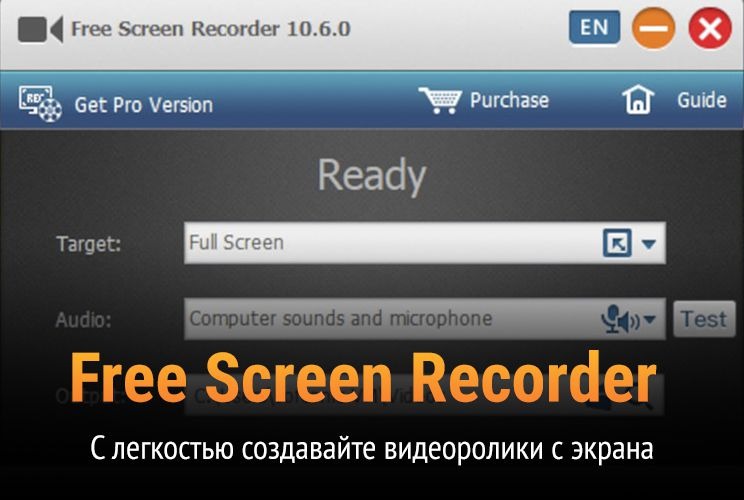 Free Screen Recorder 10.6.0 EN
Get Pro Version Purchase Guide
Ready
Target: Full Screen
Audio: Computer sounds and microphone Test
Free Screen Recorder
С легкостью создавайте видеоролики с экрана